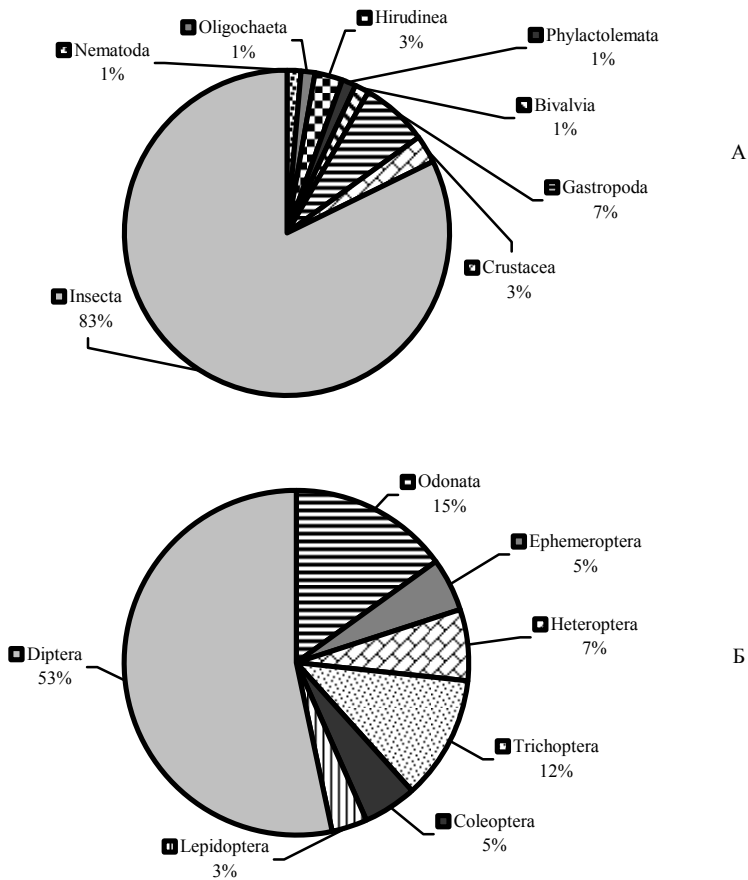 Oligochaeta
1%
Hirudinea
3%
Nematoda
1%
Phylactolemata
1%
Bivalvia
1%
А
Gastropoda
7%
Crustacea
3%
Insecta
83%
Odonata
15%
Ephemeroptera
5%
Heteroptera
7%
Б
Diptera
53%
Trichoptera
12%
Coleoptera
5%
Lepidoptera
3%